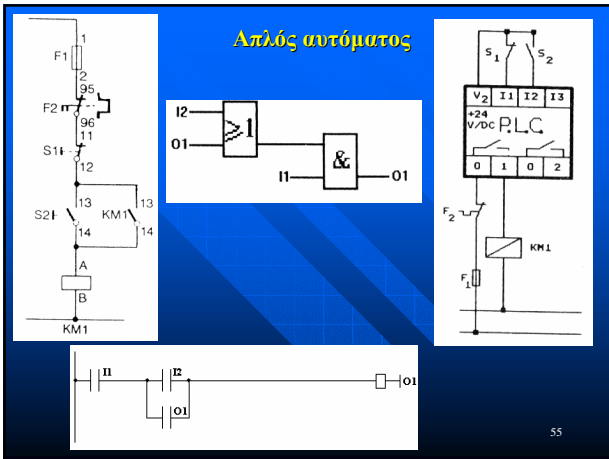 Απλός αυτόματος
1
F1
2
95
F2
96
11
S1
12
13
13
S2
KM1
14
14
A
B
KM1
I2
≥1
O1
&
I1
O1
S1
S2
V2 I1 I2 I3
+24
V/DC P.L.C.
0 1 0 2
F2
KM1
F1
I1
I2
O1
O1
55